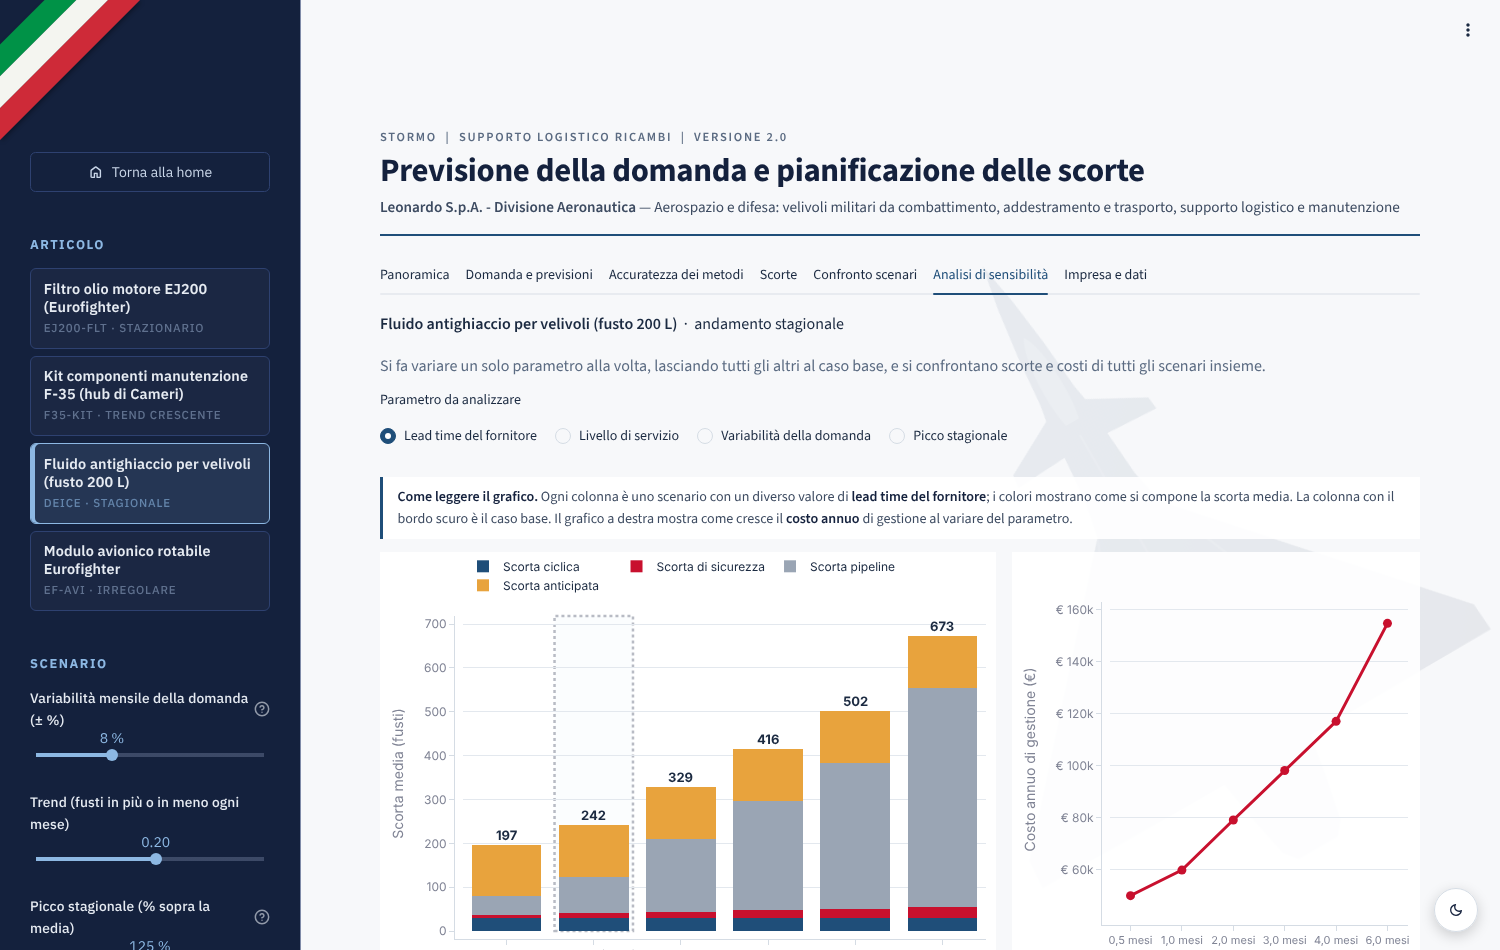 Torna alla home
ARTICOLO
Filtro olio motore EJ200
(Eurofighter)
EJ200-FLT · STAZIONARIO
Kit componenti manutenzione
F-35 (hub di Cameri)
F35-KIT · TREND CRESCENTE
Fluido antighiaccio per velivoli
(fusto 200 L)
DEICE · STAGIONALE
Modulo avionico rotabile
Eurofighter
EF-AVI · IRREGOLARE
SCENARIO
Variabilità mensile della domanda
(± %)
8 %
Trend (fusti in più o in meno ogni
mese)
0.20
Picco stagionale (% sopra la
media)
125 %
STORMO | SUPPORTO LOGISTICO RICAMBI | VERSIONE 2.0
Previsione della domanda e pianificazione delle scorte
Leonardo S.p.A. - Divisione Aeronautica — Aerospazio e difesa: velivoli militari da combattimento, addestramento e trasporto, supporto logistico e manutenzione
Panoramica Domanda e previsioni Accuratezza dei metodi Scorte Confronto scenari Analisi di sensibilità Impresa e dati
Fluido antighiaccio per velivoli (fusto 200 L) · andamento stagionale
Si fa variare un solo parametro alla volta, lasciando tutti gli altri al caso base, e si confrontano scorte e costi di tutti gli scenari insieme.
Parametro da analizzare
Lead time del fornitore Livello di servizio Variabilità della domanda Picco stagionale
Come leggere il grafico. Ogni colonna è uno scenario con un diverso valore di lead time del fornitore; i colori mostrano come si compone la scorta media. La colonna con il
bordo scuro è il caso base. Il grafico a destra mostra come cresce il costo annuo di gestione al variare del parametro.
Scorta ciclica Scorta di sicurezza Scorta pipeline
Scorta anticipata
Scorta media (fusti)
700
600
500
400
300
200
100
0
197
242
329
416
502
673
Costo annuo di gestione (€)
€ 160k
€ 140k
€ 120k
€ 100k
€ 80k
€ 60k
0,5 mesi 1,0 mesi 2,0 mesi 3,0 mesi 4,0 mesi 6,0 mesi